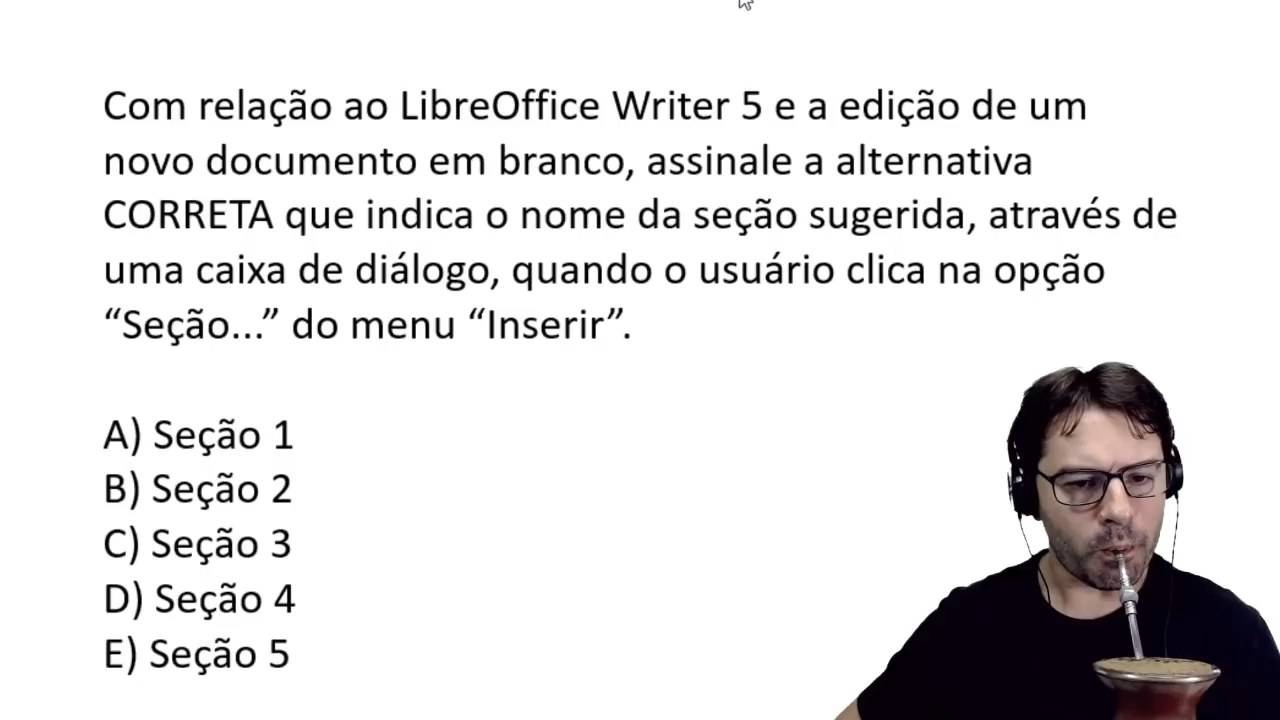 Com relação ao LibreOffice Writer 5 e a edição de um
novo documento em branco, assinale a alternativa
CORRETA que indica o nome da seção sugerida, através de
uma caixa de diálogo, quando o usuário clica na opção
“Seção...” do menu “Inserir”.
A) Seção 1
B) Seção 2
C) Seção 3
D) Seção 4
E) Seção 5